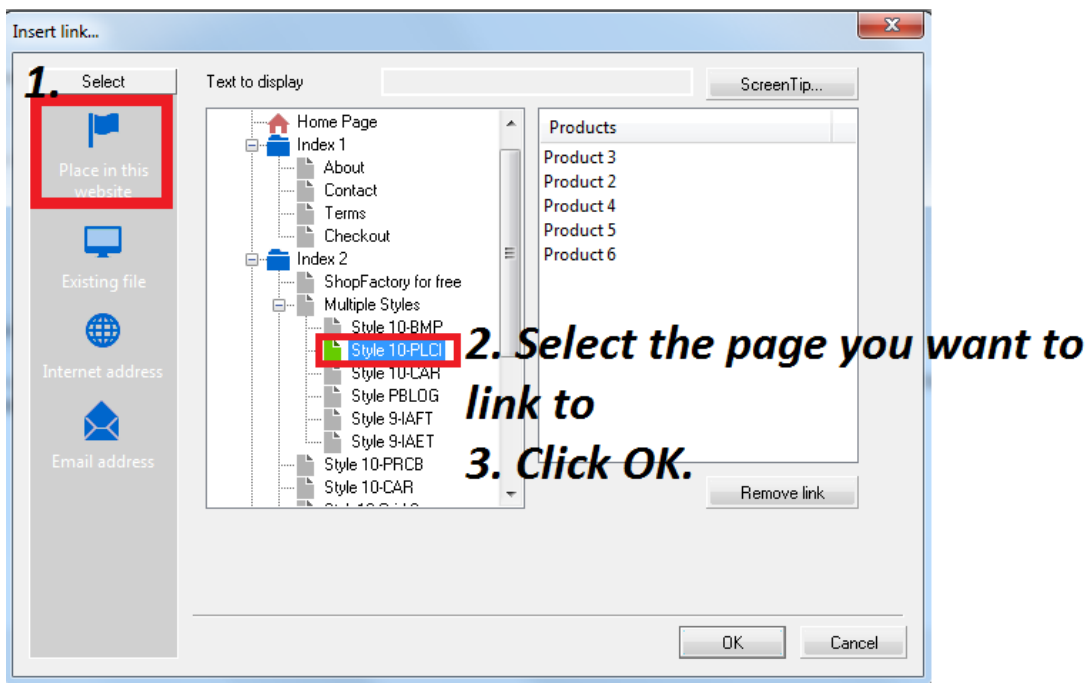 Insert link...
1.
Select
Text to display
ScreenTip...
Place in this
website
Existing file
Internet address
Email address
Home Page
Index 1
About
Contact
Terms
Checkout
Index 2
ShopFactory for free
Multiple Styles
Style 10-BMP
Style 10-PLCI
Style 10-CAR
Style PBLOG
Style 9-IAFT
Style 9-IAET
Style 10-PRCB
Style 10-CAR
Products
Product 3
Product 2
Product 4
Product 5
Product 6
2. Select the page you want to
link to
3. Click OK.
Remove link
OK
Cancel